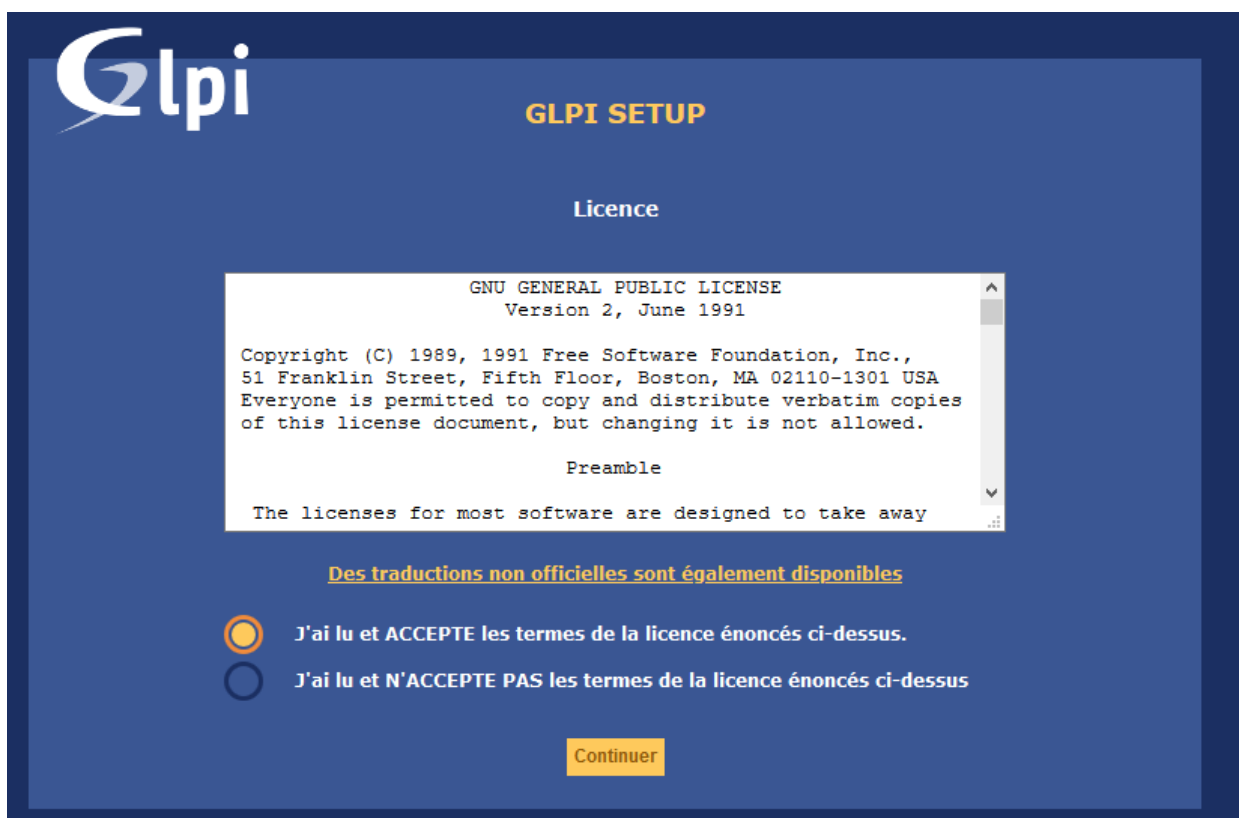 Glpi
GLPI SETUP
Licence
GNU GENERAL PUBLIC LICENSE
Version 2, June 1991
Copyright (C) 1989, 1991 Free Software Foundation, Inc.,
51 Franklin Street, Fifth Floor, Boston, MA 02110-1301 USA
Everyone is permitted to copy and distribute verbatim copies
of this license document, but changing it is not allowed.
Preamble
The licenses for most software are designed to take away
Des traductions non officielles sont également disponibles
J'ai lu et ACCEPTE les termes de la licence énoncés ci-dessus.
J'ai lu et N'ACCEPTE PAS les termes de la licence énoncés ci-dessus
Continuer